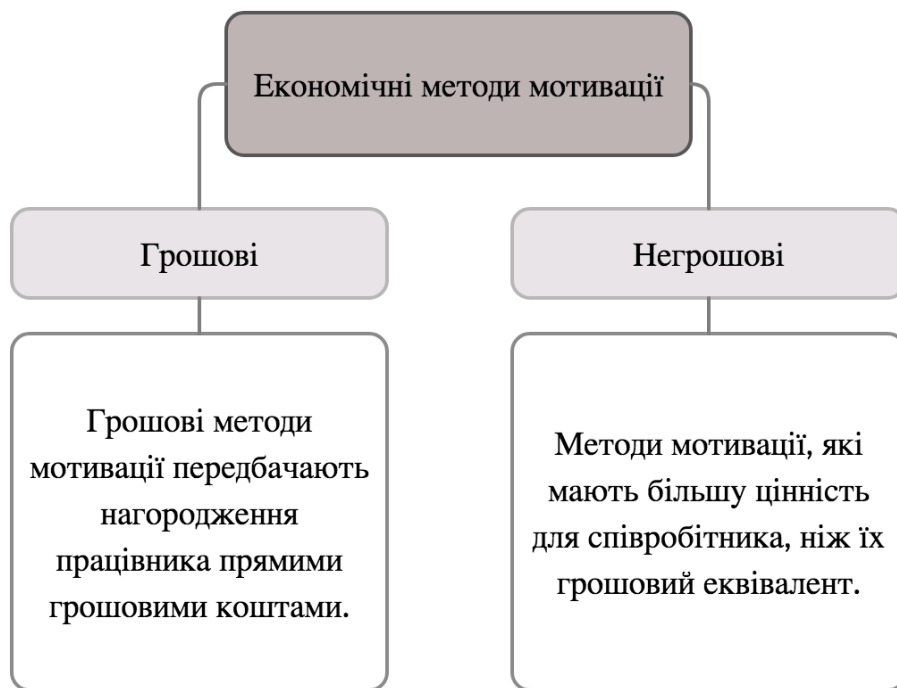 Економічні методи мотивації
Грошові
Негрошові
Грошові методи
мотивації передбачають
нагородження
працівника прямими
грошовими коштами.
Методи мотивації, які
мають більшу цінність
для співробітника, ніж їх
грошовий еквівалент.